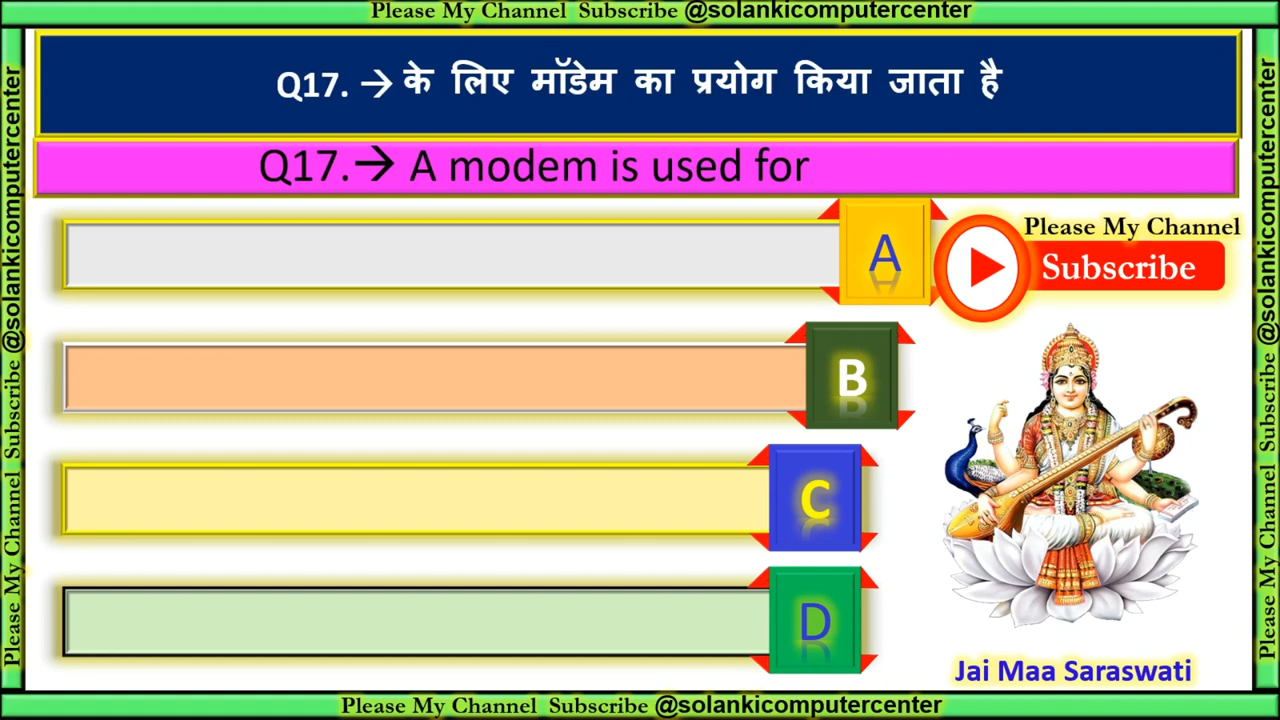 Please My Channel Subscribe @solankicomputercenter
Q17. → के लिए मॉडेम का प्रयोग किया जाता है
Q17.→ A modem is used for
A
Please My Channel
Subscribe
B
C
D
Jai Maa Saraswati
Please My Channel Subscribe @solankicomputercenter
Please My Channel Subscribe @solankicomputercenter
Please My Channel Subscribe @solankicomputercenter